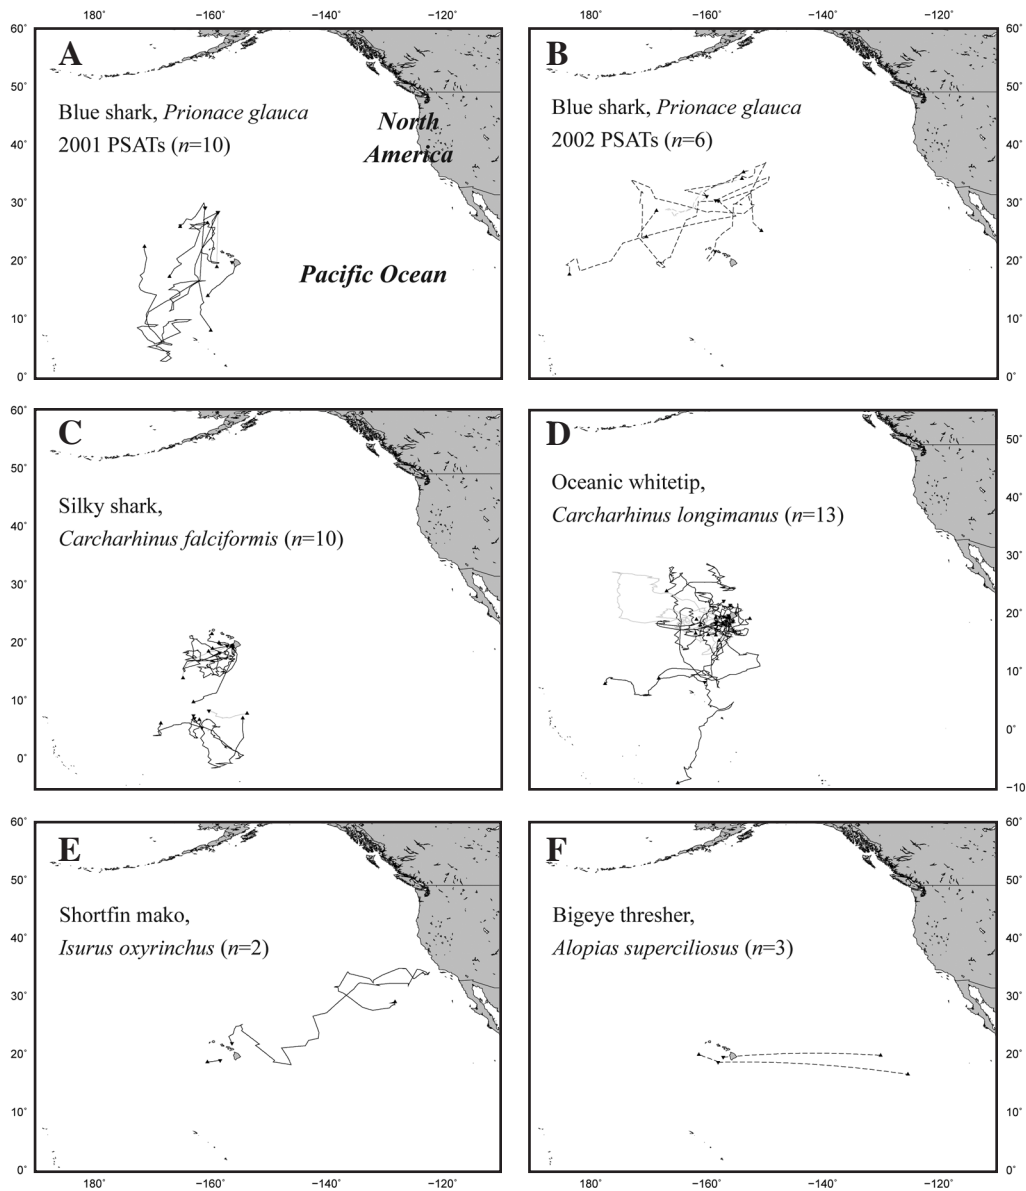 180˚ −160˚ −140˚ −120˚ 180˚ −160˚ −140˚ −120˚
60˚ 60˚
A B
50˚ 50˚
Blue shark, Prionace glauca Blue shark, Prionace glauca
2001 PSATs (n=10) 2002 PSATs (n=6)
North
America
40˚ 40˚
30˚ 30˚
Pacific Ocean
20˚ 20˚
10˚ 10˚
0˚ 0˚
60˚ 60˚
C D
50˚ 50˚
Silky shark, Oceanic whitetip,
Carcharhinus falciformis (n=10) Carcharhinus longimanus (n=13)
40˚ 40˚
30˚ 30˚
20˚ 20˚
10˚ 10˚
0˚ −0˚
−10
60˚ 60˚
E F
50˚ 50˚
Shortfin mako, Bigeye thresher,
Isurus oxyrinchus (n=2) Alopias superciliosus (n=3)
40˚ 40˚
30˚ 30˚
20˚ 20˚
10˚ 10˚
0˚ 0˚
180˚ −160˚ −140˚ −120˚ 180˚ −160˚ −140˚ −120˚